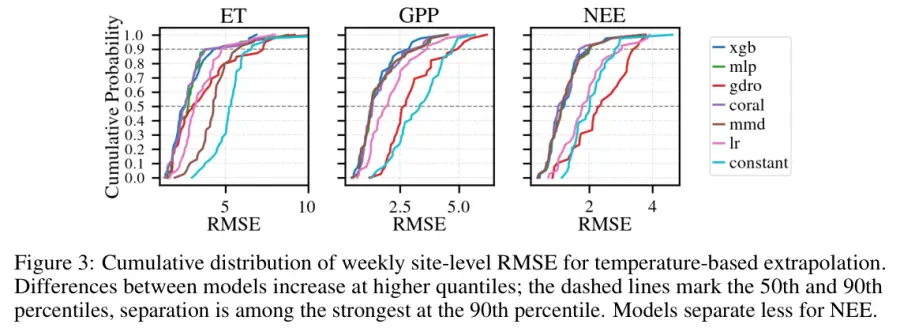 ET GPP NEE
Cumulative Probability
1.0
0.9
0.8
0.7
0.6
0.5
0.4
0.3
0.2
0.1
0.0
5 10
2.5 5.0
2 4
RMSE RMSE RMSE
xgb
mlp
gdro
coral
mmd
lr
constant
Figure 3: Cumulative distribution of weekly site-level RMSE for temperature-based extrapolation.
Differences between models increase at higher quantiles; the dashed lines mark the 50th and 90th
percentiles, separation is among the strongest at the 90th percentile. Models separate less for NEE.